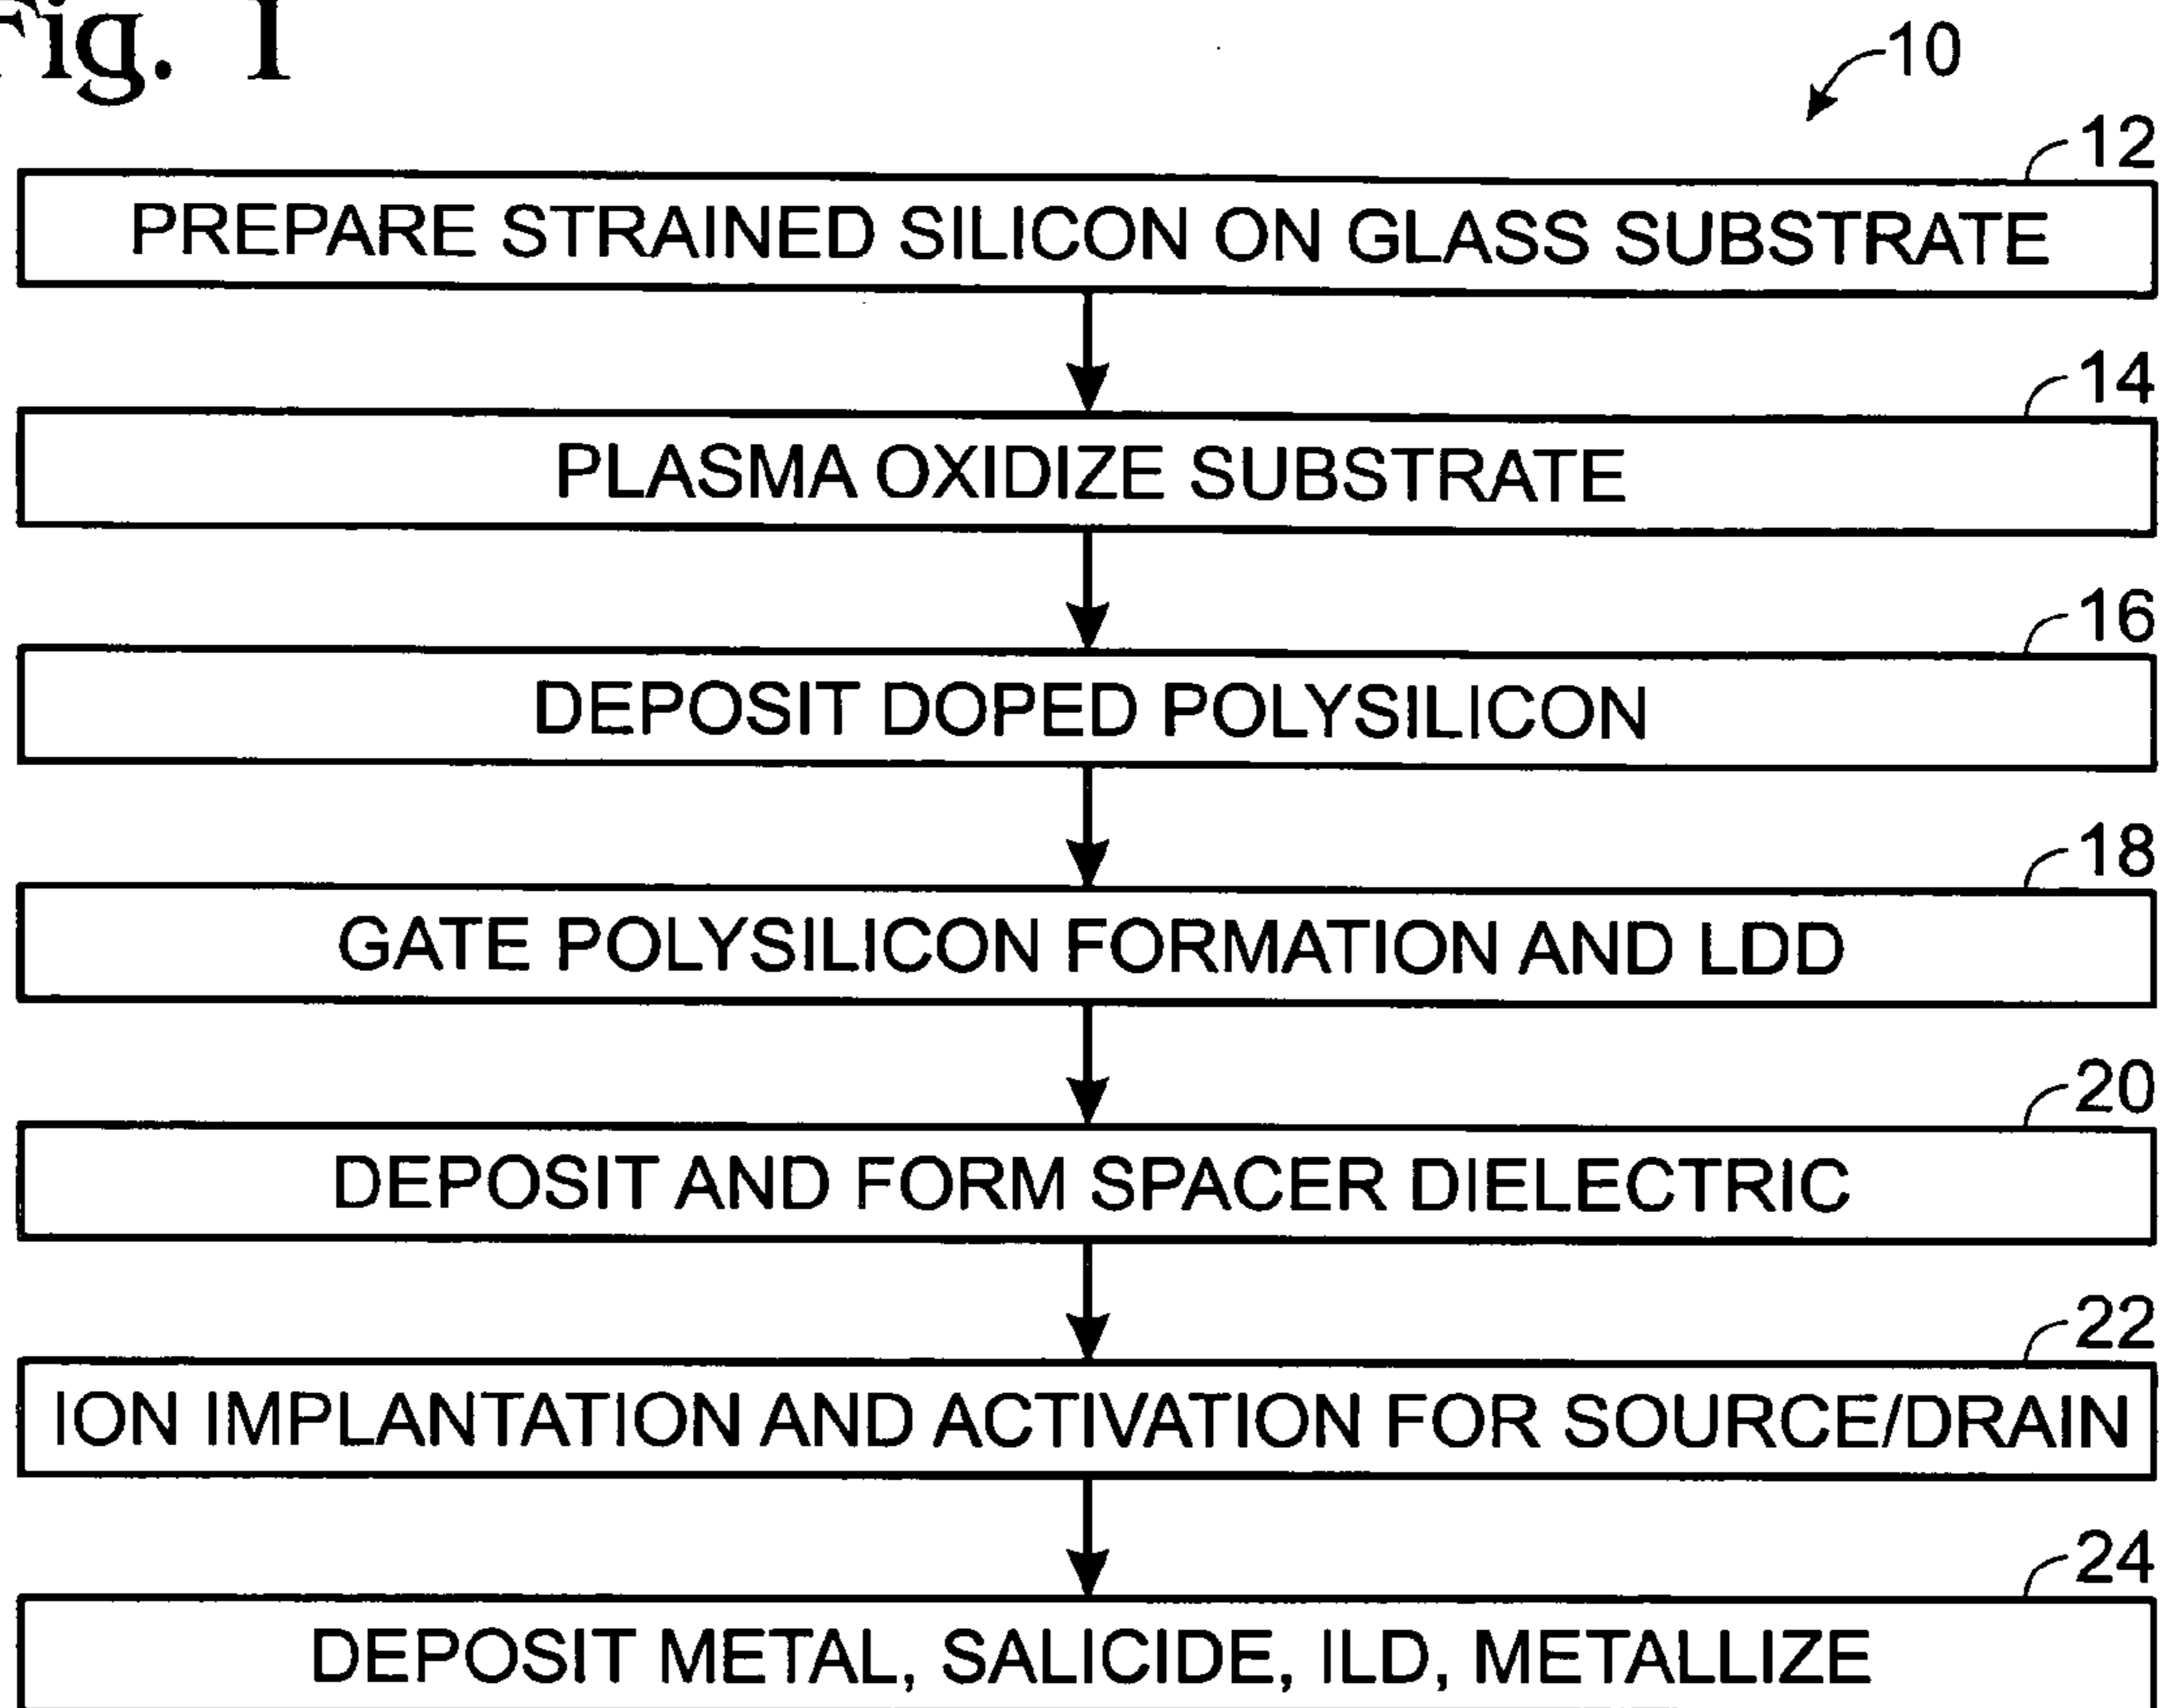 Fig. 1
10
12
PREPARE STRAINED SILICON ON GLASS SUBSTRATE
14
PLASMA OXIDIZE SUBSTRATE
16
DEPOSIT DOPED POLYSILICON
18
GATE POLYSILICON FORMATION AND LDD
20
DEPOSIT AND FORM SPACER DIELECTRIC
22
ION IMPLANTATION AND ACTIVATION FOR SOURCE/DRAIN
24
DEPOSIT METAL, SALICIDE, ILD, METALLIZE